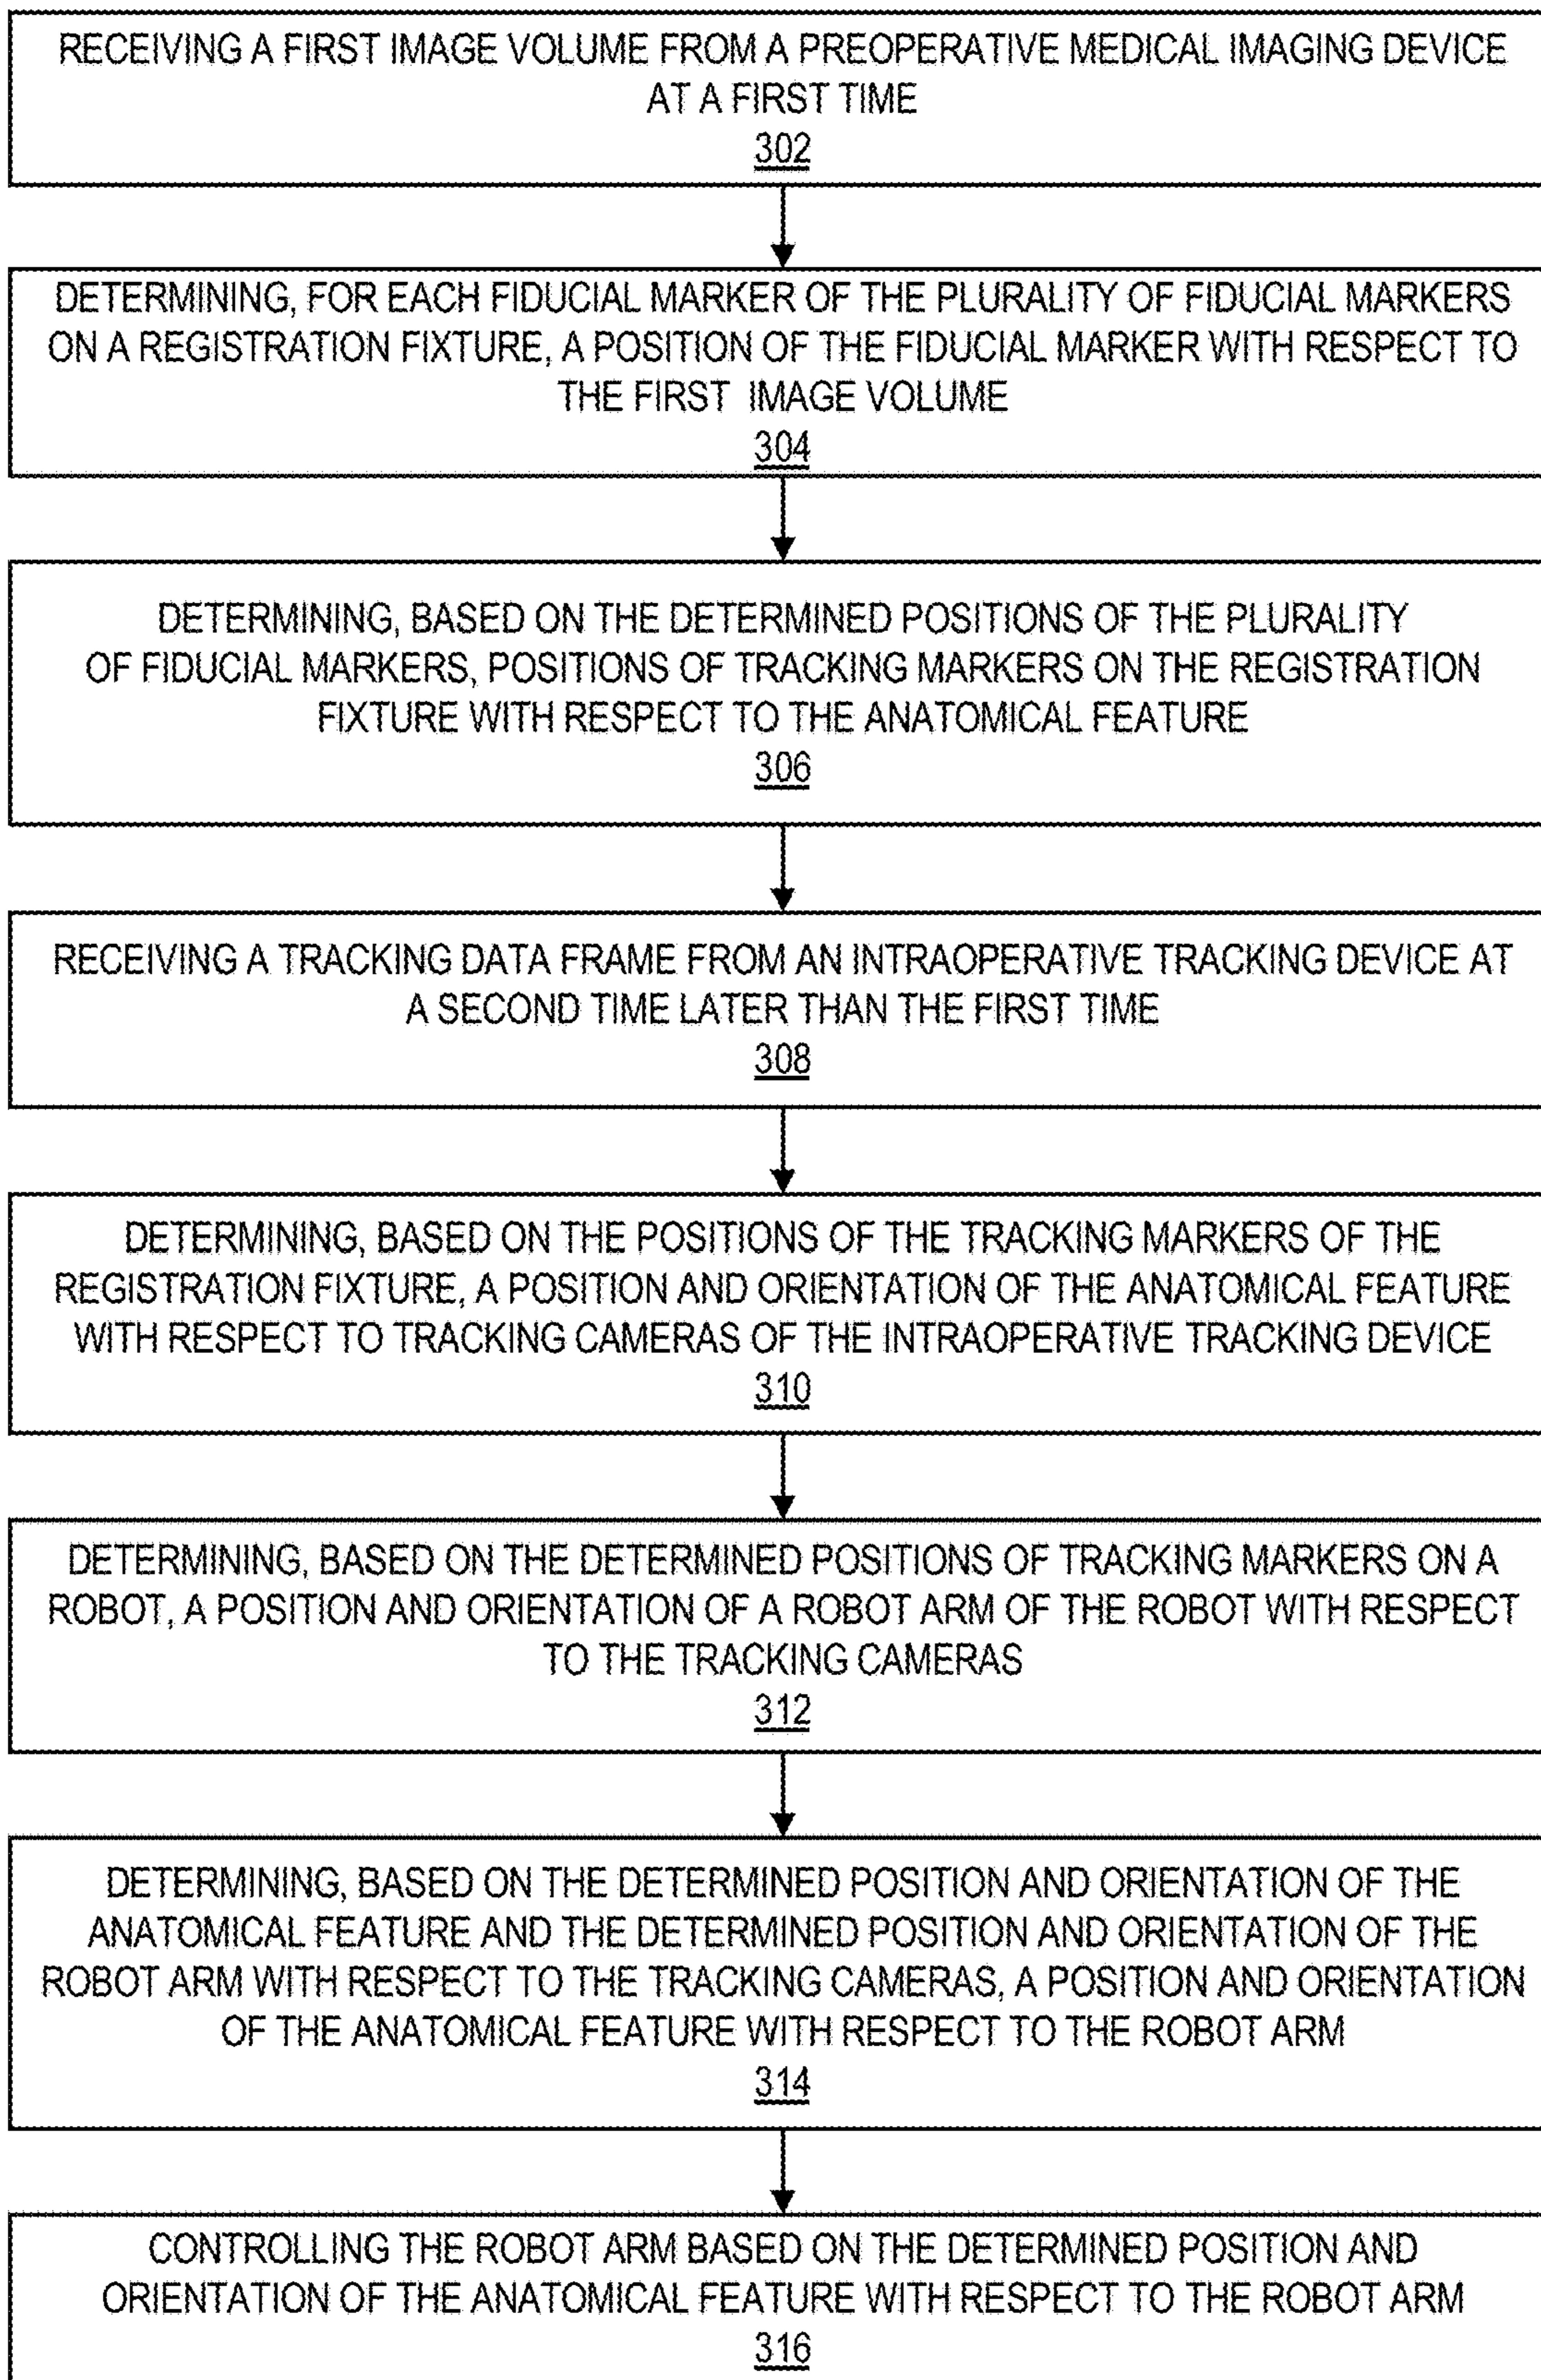 RECEIVING A FIRST IMAGE VOLUME FROM A PREOPERATIVE MEDICAL IMAGING DEVICE
AT A FIRST TIME
302
DETERMINING, FOR EACH FIDUCIAL MARKER OF THE PLURALITY OF FIDUCIAL MARKERS
ON A REGISTRATION FIXTURE, A POSITION OF THE FIDUCIAL MARKER WITH RESPECT TO
THE FIRST IMAGE VOLUME
304
DETERMINING, BASED ON THE DETERMINED POSITIONS OF THE PLURALITY
OF FIDUCIAL MARKERS, POSITIONS OF TRACKING MARKERS ON THE REGISTRATION
FIXTURE WITH RESPECT TO THE ANATOMICAL FEATURE
306
RECEIVING A TRACKING DATA FRAME FROM AN INTRAOPERATIVE TRACKING DEVICE AT
A SECOND TIME LATER THAN THE FIRST TIME
308
DETERMINING, BASED ON THE POSITIONS OF THE TRACKING MARKERS OF THE
REGISTRATION FIXTURE, A POSITION AND ORIENTATION OF THE ANATOMICAL FEATURE
WITH RESPECT TO TRACKING CAMERAS OF THE INTRAOPERATIVE TRACKING DEVICE
310
DETERMINING, BASED ON THE DETERMINED POSITIONS OF TRACKING MARKERS ON A
ROBOT, A POSITION AND ORIENTATION OF A ROBOT ARM OF THE ROBOT WITH RESPECT
TO THE TRACKING CAMERAS
312
DETERMINING, BASED ON THE DETERMINED POSITION AND ORIENTATION OF THE
ANATOMICAL FEATURE AND THE DETERMINED POSITION AND ORIENTATION OF THE
ROBOT ARM WITH RESPECT TO THE TRACKING CAMERAS, A POSITION AND ORIENTATION
OF THE ANATOMICAL FEATURE WITH RESPECT TO THE ROBOT ARM
314
CONTROLLING THE ROBOT ARM BASED ON THE DETERMINED POSITION AND
ORIENTATION OF THE ANATOMICAL FEATURE WITH RESPECT TO THE ROBOT ARM
316